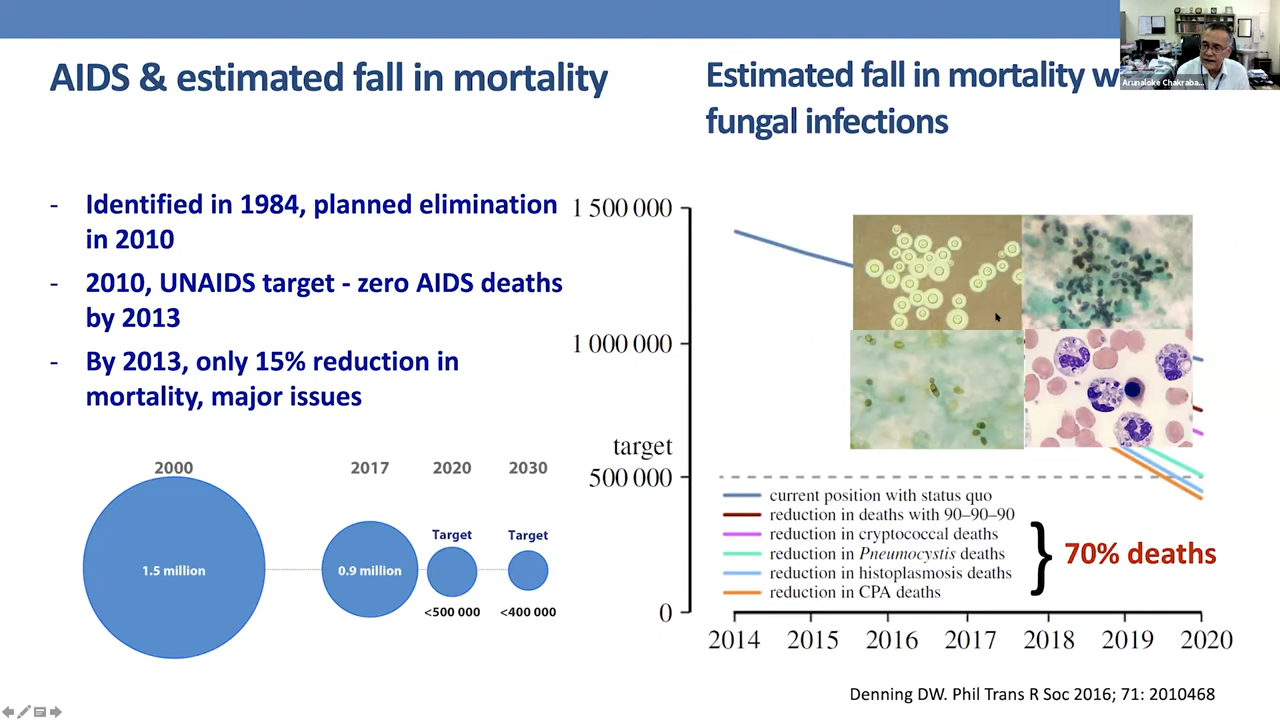 AIDS & estimated fall in mortality
- Identified in 1984, planned elimination
in 2010
- 2010, UNAIDS target - zero AIDS deaths
by 2013
- By 2013, only 15% reduction in
mortality, major issues
2000
2017
2020
2030
1.5 million
0.9 million
Target
<500 000
Target
<400 000
Estimated fall in mortality w
fungal infections
Arunaloke Chakraba...
1 500 000
1 000 000
target
500 000
0
current position with status quo
reduction in deaths with 90–90–90
reduction in cryptococcal deaths
reduction in Pneumocystis deaths
reduction in histoplasmosis deaths
reduction in CPA deaths
70% deaths
2014 2015 2016 2017 2018 2019 2020
Denning DW. Phil Trans R Soc 2016; 71: 2010468